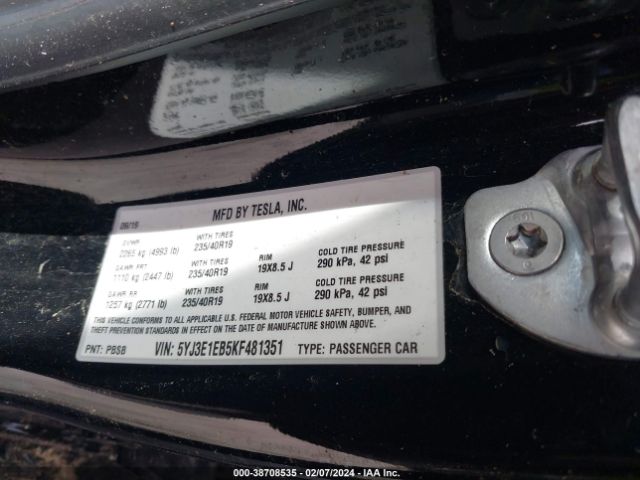 MFD BY TESLA, INC.
09/19
GVWR
2265 kg (4993 lb)
WITH TIRES
235/40R19
GAWR FRT
1110 kg (2447 lb)
WITH TIRES
235/40R19
RIM
19X8.5 J
COLD TIRE PRESSURE
290 kPa, 42 psi
GAWR RR
1257 kg (2771 lb)
WITH TIRES
235/40R19
RIM
19X8.5 J
COLD TIRE PRESSURE
290 kPa, 42 psi
THIS VEHICLE CONFORMS TO ALL APPLICABLE U.S. FEDERAL MOTOR VEHICLE SAFETY, BUMPER, AND
THEFT PREVENTION STANDARDS IN EFFECT ON THE DATE OF MANUFACTURE SHOWN ABOVE.
PNT: PBSB VIN: 5YJ3E1EB5KF481351 TYPE: PASSENGER CAR
000-38708535 - 02/07/2024 - IAA Inc.